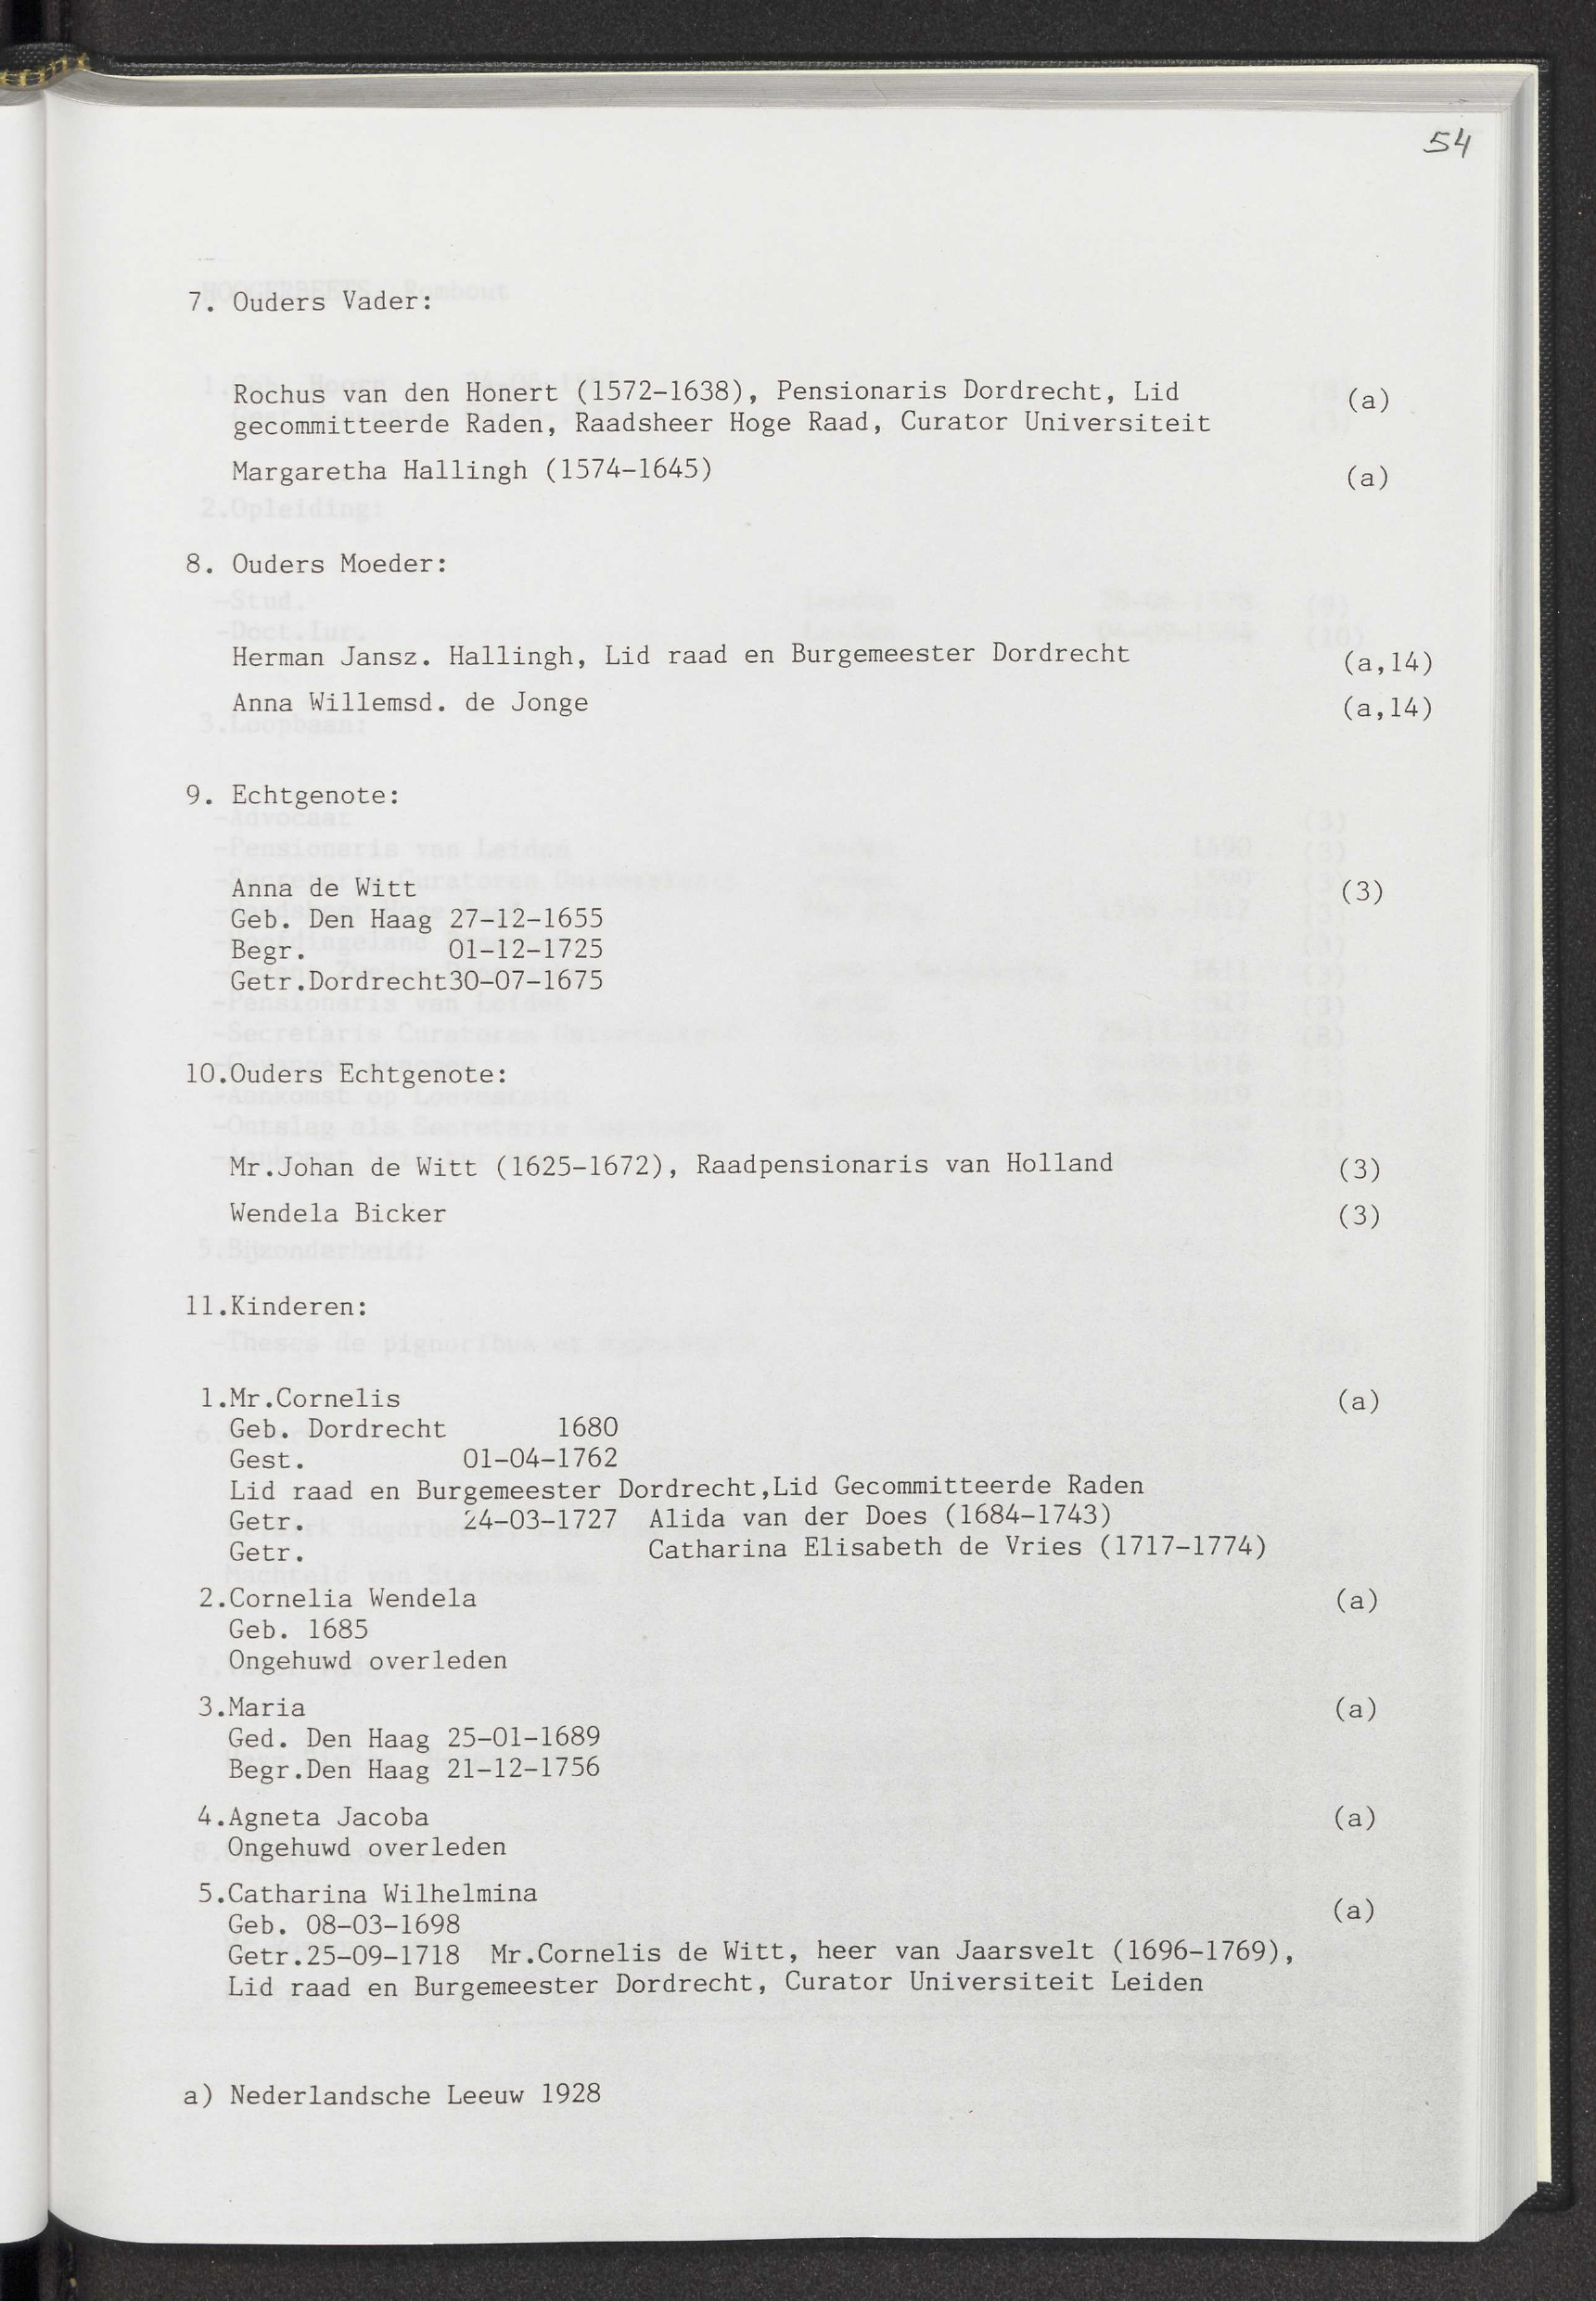 54
7. Ouders Vader:
Rochus van den Honert (1572-1638), Pensionaris Dordrecht, Lid (a)
gecommitteerde Raden, Raadsheer Hoge Raad, Curator Universiteit
Margaretha Hallingh (1574-1645) (a)
8. Ouders Moeder:
Herman Jansz. Hallingh, Lid raad en Burgemeester Dordrecht (a,14)
Anna Willemsd. de Jonge (a,14)
9. Echtgenote:
Anna de Witt (3)
Geb. Den Haag 27-12-1655
Begr. 01-12-1725
Getr.Dordrecht30-07-1675
10.Ouders Echtgenote:
Mr.Johan de Witt (1625-1672), Raadpensionaris van Holland (3)
Wendela Bicker (3)
11.Kinderen:
1.Mr.Cornelis (a)
Geb. Dordrecht 1680
Gest. 01-04-1762
Lid raad en Burgemeester Dordrecht,Lid Gecommitteerde Raden
Getr. 24-03-1727 Alida van der Does (1684-1743)
Getr. Catharina Elisabeth de Vries (1717-1774)
2.Cornelia Wendela (a)
Geb. 1685
Ongehuwd overleden
3.Maria (a)
Ged. Den Haag 25-01-1689
Begr.Den Haag 21-12-1756
4.Agneta Jacoba (a)
Ongehuwd overleden
5.Catharina Wilhelmina (a)
Geb. 08-03-1698
Getr.25-09-1718 Mr.Cornelis de Witt, heer van Jaarsvelt (1696-1769),
Lid raad en Burgemeester Dordrecht, Curator Universiteit Leiden
a) Nederlandsche Leeuw 1928